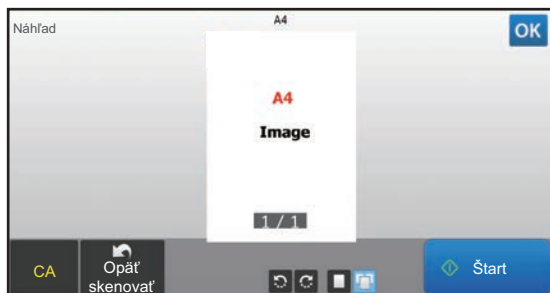 Náhľad
A4
OK
A4
Image
1 / 1
CA
Opäť
skenovať
Štart